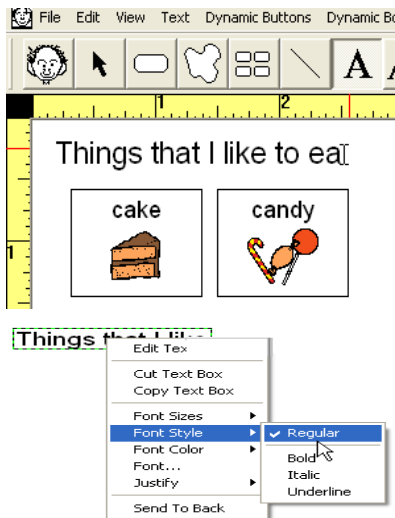 File Edit View Text Dynamic Buttons Dynamic Bo
A
1 2
Things that I like to ea
cake candy
1
Things that I like
Edit Tex
Cut Text Box
Copy Text Box
Font Sizes
Font Style Regular
Font Color Bold
Font... Italic
Justify Underline
Send To Back